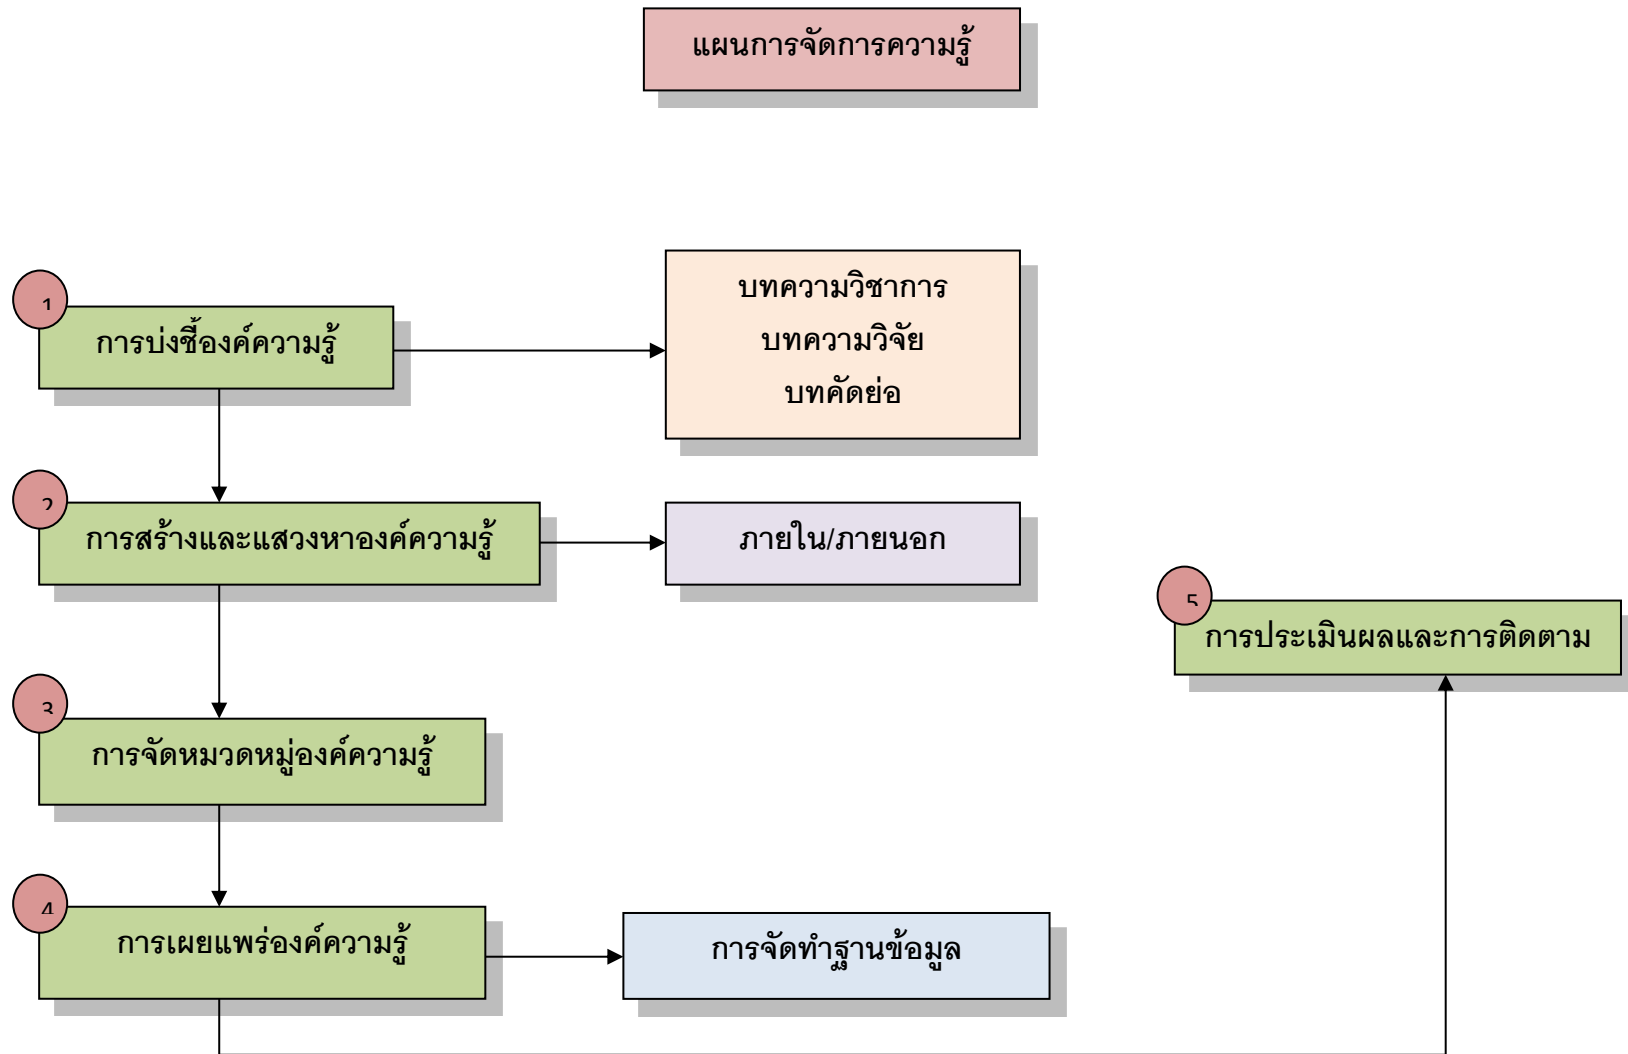 แผนการจัดการความรู้
1
การบ่งชี้องค์ความรู้
บทความวิชาการ
บทความวิจัย
บทคัดย่อ
2
การสร้างและแสวงหาองค์ความรู้
ภายใน/ภายนอก
5
การประเมินผลและการติดตาม
3
การจัดหมวดหมู่องค์ความรู้
4
การเผยแพร่องค์ความรู้
การจัดทำฐานข้อมูล